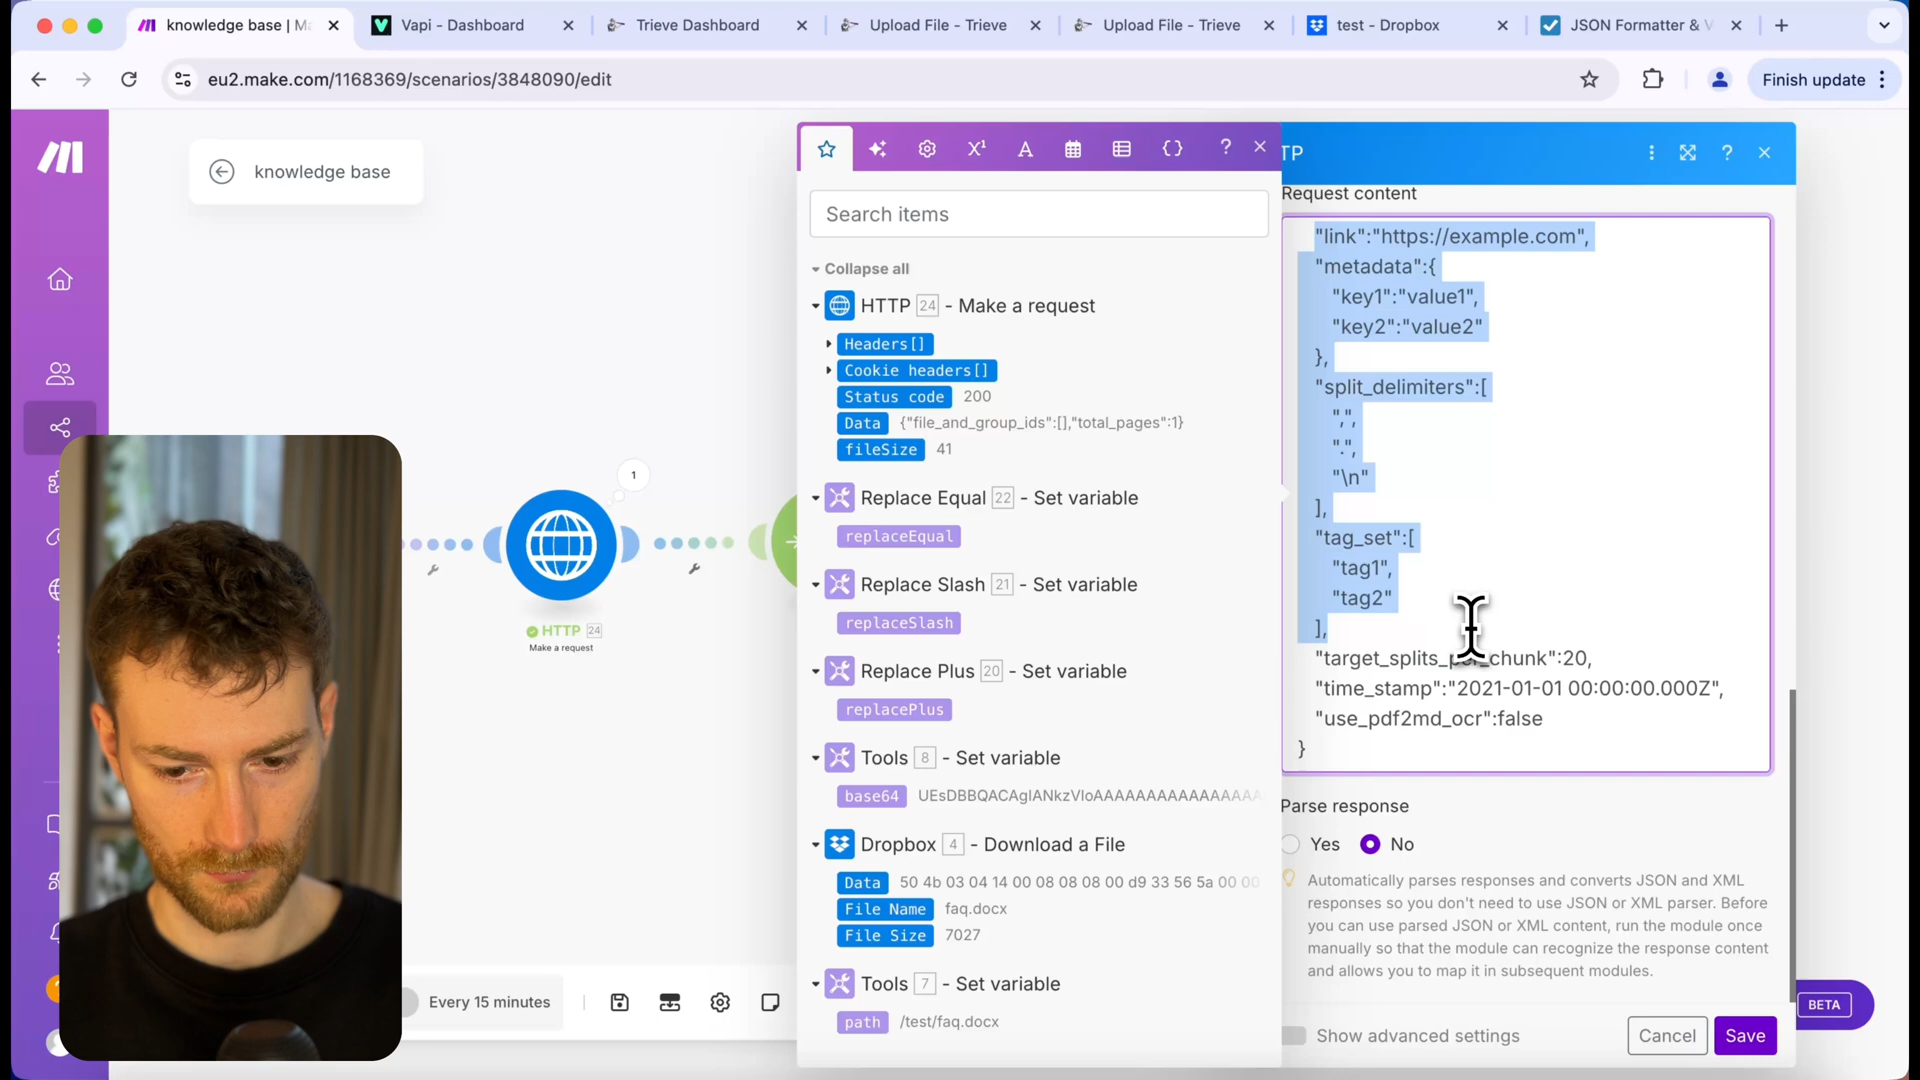 knowledge base | Ma
Vapi - Dashboard
Trieve Dashboard
Upload File - Trieve
Upload File - Trieve
test - Dropbox
JSON Formatter & V
eu2.make.com/1168369/scenarios/3848090/edit
Finish update
knowledge base
TP
Search items
Collapse all
HTTP 24 - Make a request
Headers[]
Cookie headers[]
Status code 200
Data {"file_and_group_ids":[],"total_pages":1}
fileSize 41
Replace Equal 22 - Set variable
replaceEqual
Replace Slash 21 - Set variable
replaceSlash
Replace Plus 20 - Set variable
replacePlus
Tools 8 - Set variable
base64
Dropbox 4 - Download a File
Data 50 4b 03 04 14 00 08 08 08 00 d9 33 56 5a 00 00
File Name faq.docx
File Size 7027
Tools 7 - Set variable
path /test/faq.docx
Request content
"link":"https://example.com",
"metadata":{
"key1":"value1",
"key2":"value2"
},
"split_delimiters":[
",",
".",
"\n"
],
"tag_set":[
"tag1",
"tag2"
],
"target_splits_per_chunk":20,
"time_stamp":"2021-01-01 00:00:00.000Z",
"use_pdf2md_ocr":false
}
Parse response
Yes
No
Automatically parses responses and converts JSON and XML
responses so you don't need to use JSON or XML parser. Before
you can use parsed JSON or XML content, run the module once
manually so that the module can recognize the response content
and allows you to map it in subsequent modules.
Show advanced settings
Cancel
Save
BETA
1
HTTP 24
Make a request
Every 15 minutes